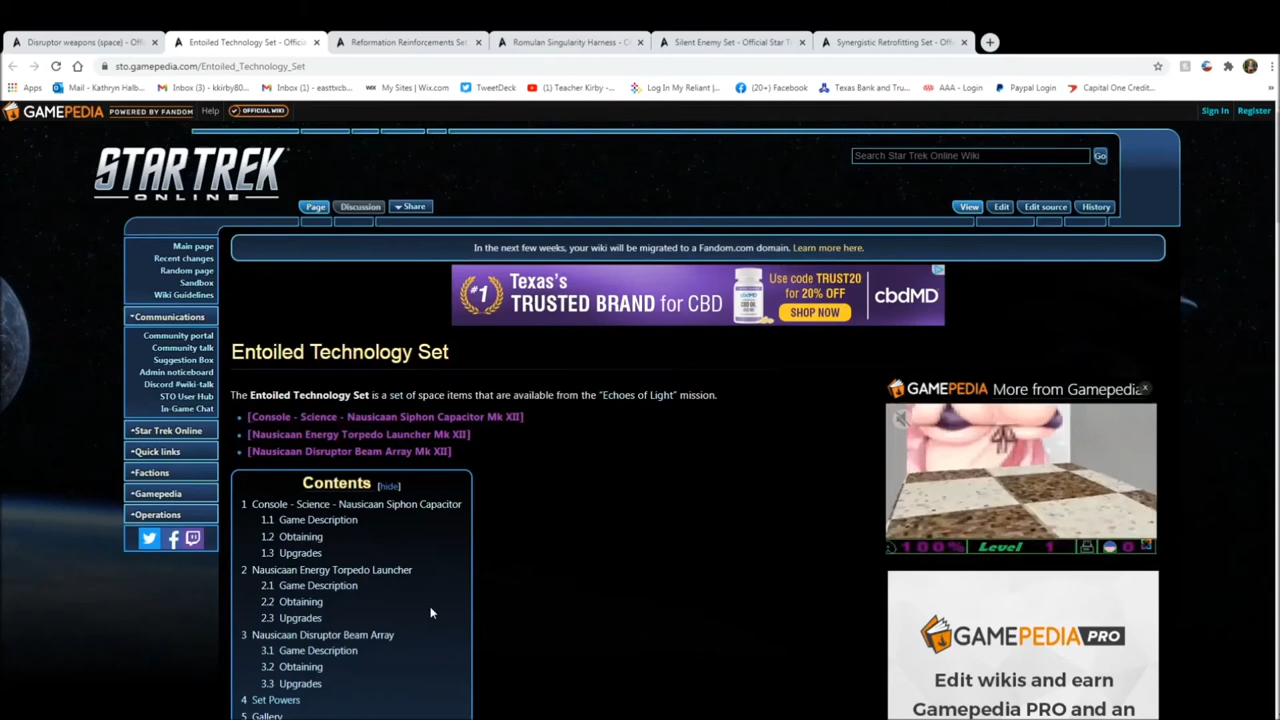 Disruptor weapons (space) - Offi
Entoiled Technology Set - Officia
Reformation Reinforcements Set
Romulan Singularity Harness - O
Silent Enemy Set - Official Star T
Synergistic Retrofitting Set - Off
sto.gamepedia.com/Entoiled_Technology_Set
Apps
Mail - Kathryn Halb...
Inbox (3) - kkirby80...
Inbox (1) - easttxcb...
My Sites | Wix.com
TweetDeck
(1) Teacher Kirby -...
Log In My Reliant |...
(20+) Facebook
Texas Bank and Tru...
AAA - Login
Paypal Login
Capital One Credit...
GAMEPEDIA POWERED BY FANDOM Help OFFICIAL WIKI
Sign In Register
STAR TREK
ONLINE
Search Star Trek Online Wiki Go
Page Discussion Share
View Edit Edit source History
In the next few weeks, your wiki will be migrated to a Fandom.com domain. Learn more here.
Main page
Recent changes
Random page
Sandbox
Wiki Guidelines
Communications
Community portal
Community talk
Suggestion Box
Admin noticeboard
Discord #wiki-talk
STO User Hub
In-Game Chat
Star Trek Online
Quick links
Factions
Gamepedia
Operations
#1
Texas's
TRUSTED BRAND for CBD
cbdMD
Use code TRUST20
for 20% OFF
SHOP NOW
cbdMD
Entoiled Technology Set
The Entoiled Technology Set is a set of space items that are available from the "Echoes of Light" mission.
[Console - Science - Nausicaan Siphon Capacitor Mk XII]
[Nausicaan Energy Torpedo Launcher Mk XII]
[Nausicaan Disruptor Beam Array Mk XII]
Contents [hide]
1 Console - Science - Nausicaan Siphon Capacitor
1.1 Game Description
1.2 Obtaining
1.3 Upgrades
2 Nausicaan Energy Torpedo Launcher
2.1 Game Description
2.2 Obtaining
2.3 Upgrades
3 Nausicaan Disruptor Beam Array
3.1 Game Description
3.2 Obtaining
3.3 Upgrades
4 Set Powers
5 Gallery
GAMEPEDIA More from Gamepedia
100% Level 1 0
GAMEPEDIA PRO
Edit wikis and earn
Gamepedia PRO and an